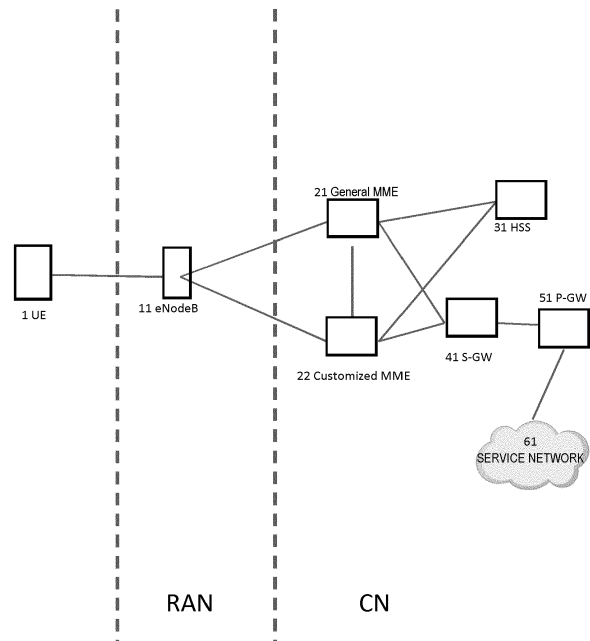 21 General MME
31 HSS
1 UE
11 eNodeB
51 P-GW
41 S-GW
22 Customized MME
61
SERVICE NETWORK
RAN
CN